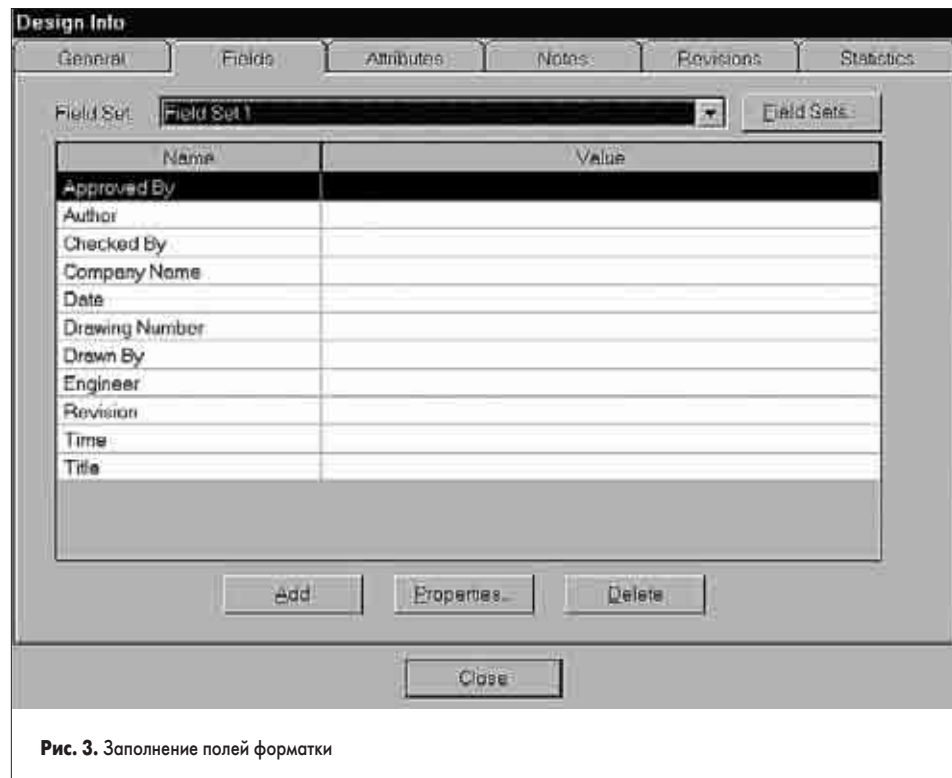 Design Info
General Fields Attributes Notes Revisions Statistics
Field Set Field Set 1 Field Sets...
Name Value
Approved By
Author
Checked By
Company Name
Date
Drawing Number
Drawn By
Engineer
Revision
Time
Title
Add Properties... Delete
Close
Рис. 3. Заполнение полей форматки